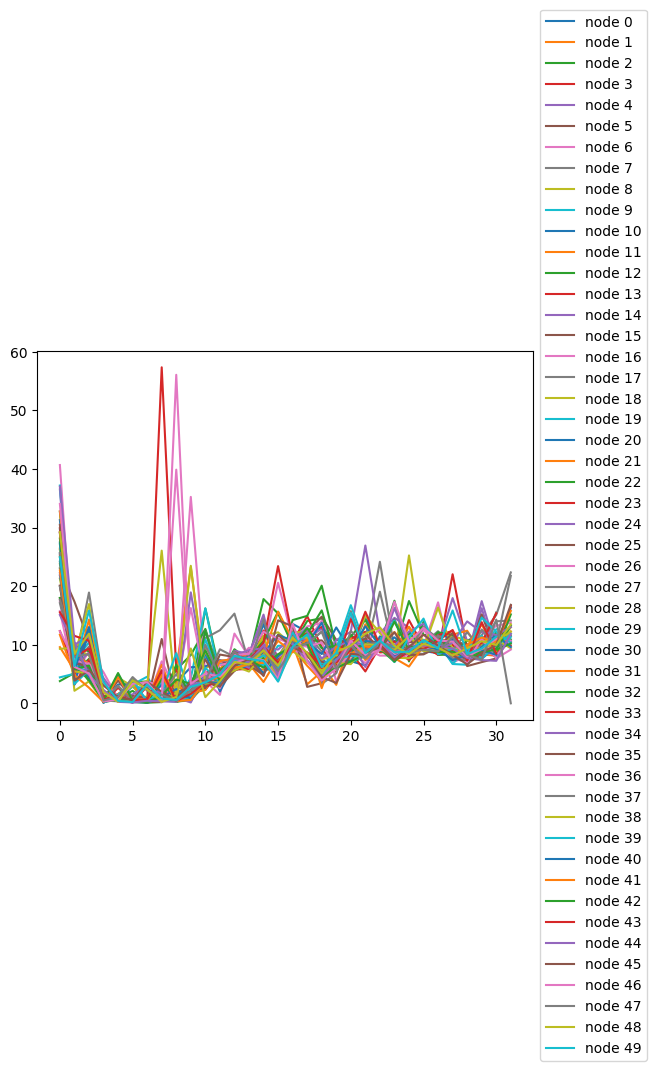 60
50
40
30
20
10
0
0 5 10 15 20 25 30
node 0
node 1
node 2
node 3
node 4
node 5
node 6
node 7
node 8
node 9
node 10
node 11
node 12
node 13
node 14
node 15
node 16
node 17
node 18
node 19
node 20
node 21
node 22
node 23
node 24
node 25
node 26
node 27
node 28
node 29
node 30
node 31
node 32
node 33
node 34
node 35
node 36
node 37
node 38
node 39
node 40
node 41
node 42
node 43
node 44
node 45
node 46
node 47
node 48
node 49